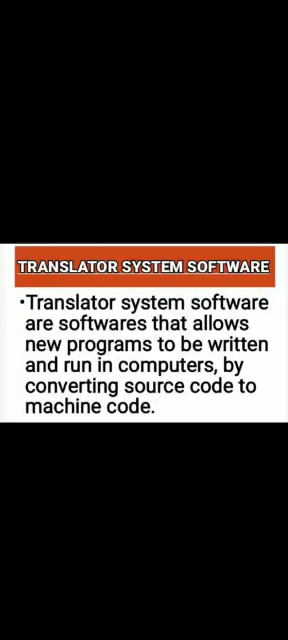 TRANSLATOR SYSTEM SOFTWARE
•Translator system software
are softwares that allows
new programs to be written
and run in computers, by
converting source code to
machine code.